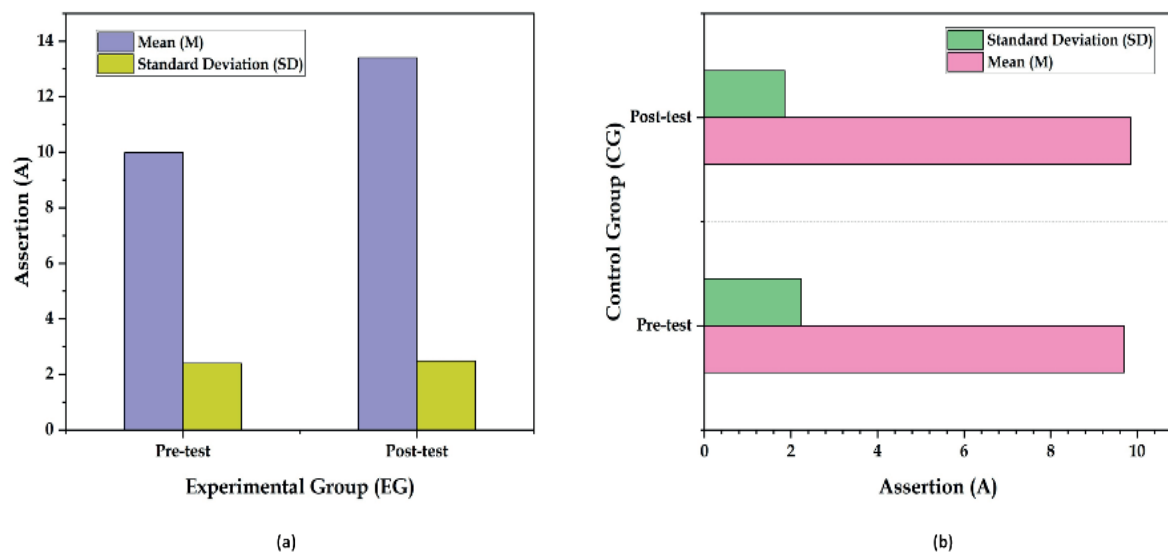 14
12
10
8
6
4
2
0
Assertion (A)
Mean (M)
Standard Deviation (SD)
Pre-test
Post-test
Experimental Group (EG)
(a)
Standard Deviation (SD)
Mean (M)
Control Group (CG)
Post-test
Pre-test
0
2
4
6
8
10
Assertion (A)
(b)